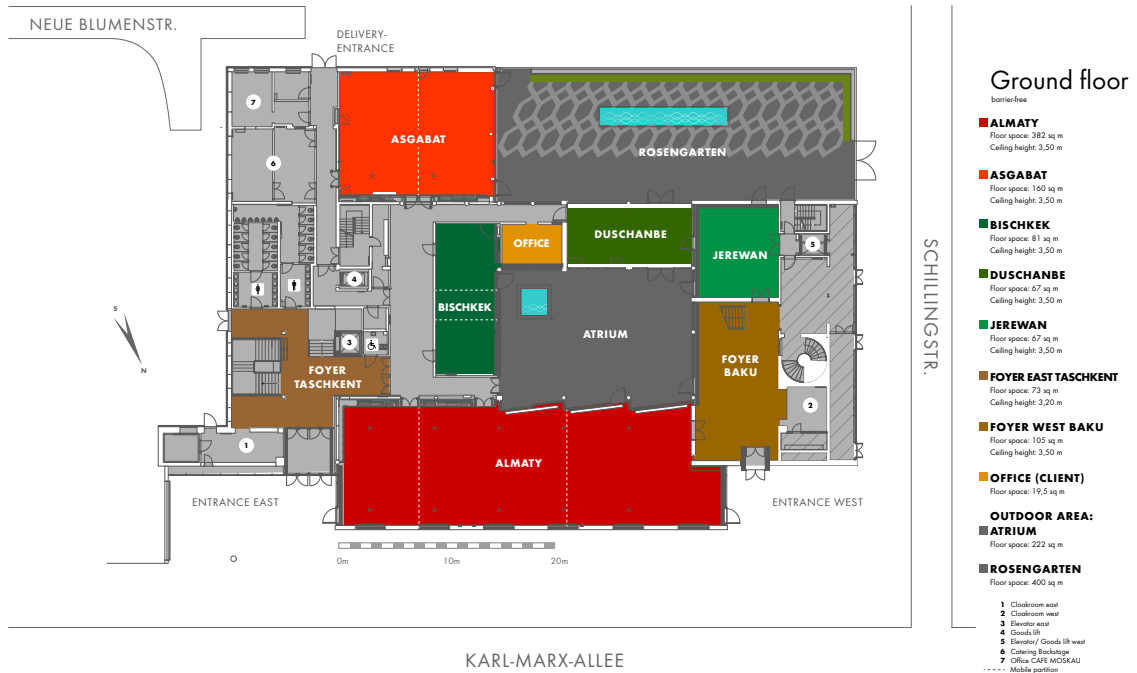 NEUE BLUMENSTR.
DELIVERY-
ENTRANCE
7
6
ASGABAT
ROSENGARTEN
OFFICE
DUSCHANBE
JEREWAN
5
4
BISCHKEK
ATRIUM
S
N
3
FOYER
TASCHKENT
FOYER
BAKU
2
1
ALMATY
ENTRANCE EAST
ENTRANCE WEST
0m
10m
20m
SCHILLINGSTR.
KARL-MARX-ALLEE
Ground floor
barrier-free
ALMATY
Floor space: 382 sq m
Ceiling height: 3,50 m
ASGABAT
Floor space: 160 sq m
Ceiling height: 3,50 m
BISCHKEK
Floor space: 81 sq m
Ceiling height: 3,50 m
DUSCHANBE
Floor space: 67 sq m
Ceiling height: 3,50 m
JEREWAN
Floor space: 67 sq m
Ceiling height: 3,50 m
FOYER EAST TASCHKENT
Floor space: 73 sq m
Ceiling height: 3,20 m
FOYER WEST BAKU
Floor space: 105 sq m
Ceiling height: 3,50 m
OFFICE (CLIENT)
Floor space: 19,5 sq m
OUTDOOR AREA:
ATRIUM
Floor space: 222 sq m
ROSENGARTEN
Floor space: 400 sq m
1 Cloakroom east
2 Cloakroom west
3 Elevator east
4 Goods lift
5 Elevator/ Goods lift west
6 Catering Backstage
7 Office CAFE MOSKAU
Mobile partition